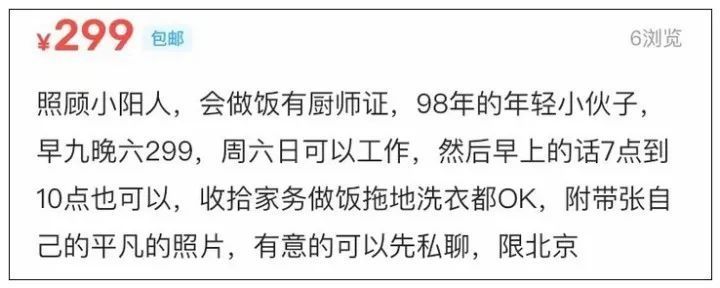 ¥299 包邮 6浏览
照顾小阳人，会做饭有厨师证，98年的年轻小伙子，
早九晚六299，周六日可以工作，然后早上的话7点到
10点也可以，收拾家务做饭拖地洗衣都OK，附带张自
己的平凡的照片，有意的可以先私聊，限北京